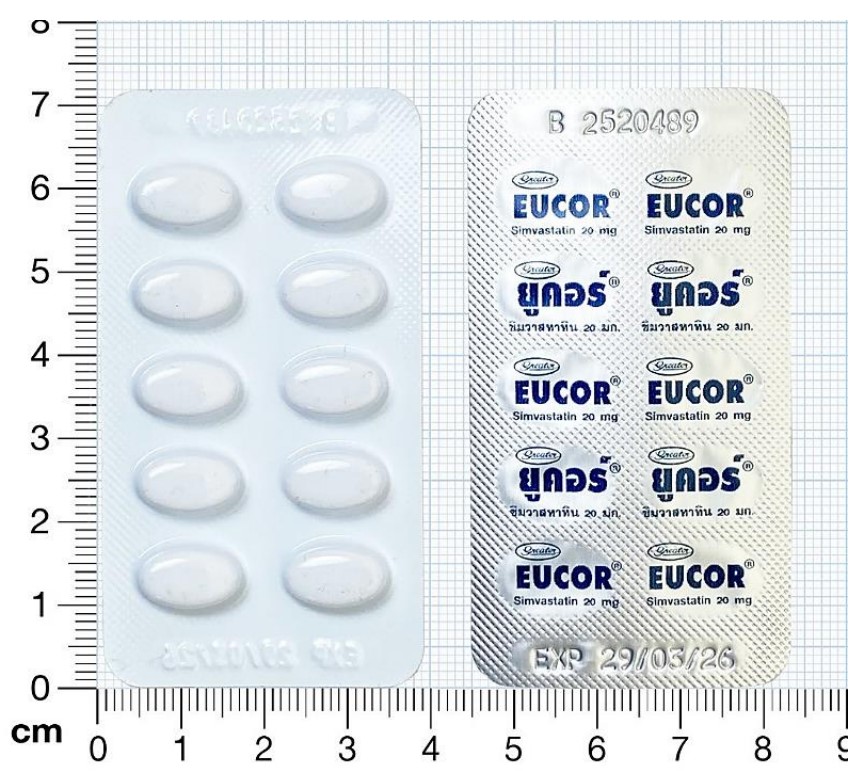 8
7
6
5
4
3
2
1
0
cm
0 1 2 3 4 5 6 7 8 9
B 2520489
Greater Greater
EUCOR® EUCOR®
Simvastatin 20 mg Simvastatin 20 mg
Greater Greater
ยูคอร์® ยูคอร์®
ซิมวาสทาทิน 20 มก. ซิมวาสทาทิน 20 มก.
Greater Greater
EUCOR® EUCOR®
Simvastatin 20 mg Simvastatin 20 mg
Greater Greater
ยูคอร์® ยูคอร์®
ซิมวาสทาทิน 20 มก. ซิมวาสทาทิน 20 มก.
Greater Greater
EUCOR® EUCOR®
Simvastatin 20 mg Simvastatin 20 mg
EXP 29/03/26